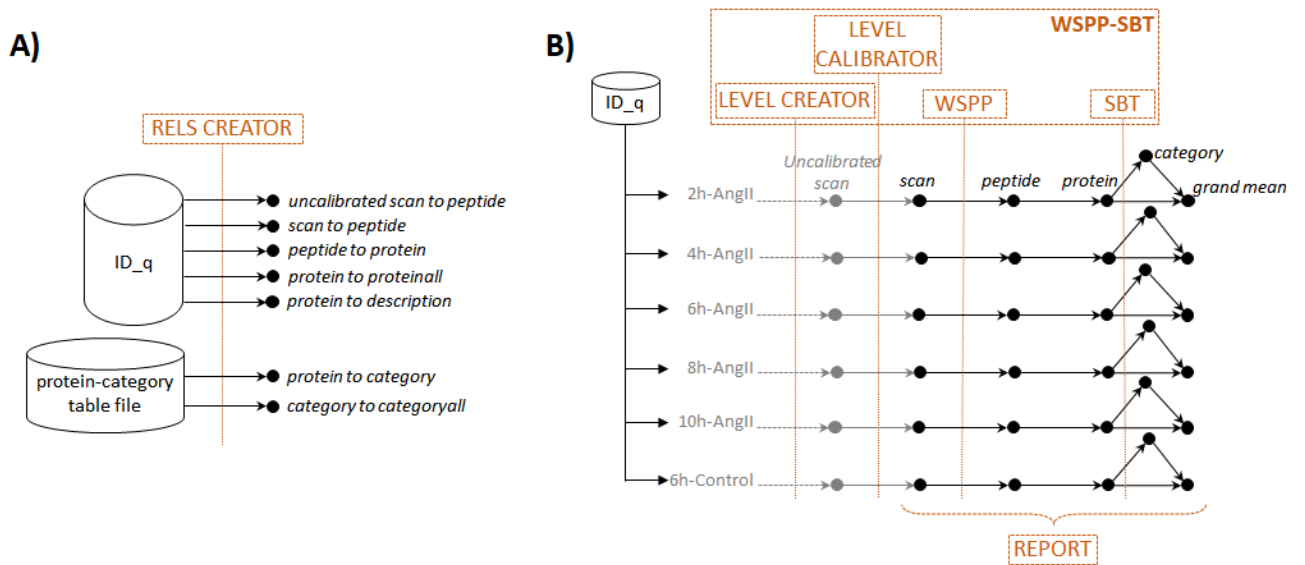 A)
RELS CREATOR
ID_q
uncalibrated scan to peptide
scan to peptide
peptide to protein
protein to proteinall
protein to description
protein-category
table file
protein to category
category to categoryall
B)
WSPP-SBT
LEVEL
CALIBRATOR
ID_q
LEVEL CREATOR
WSPP
SBT
Uncalibrated
scan
scan
peptide
protein
category
grand mean
2h-AngII
4h-AngII
6h-AngII
8h-AngII
10h-AngII
6h-Control
REPORT